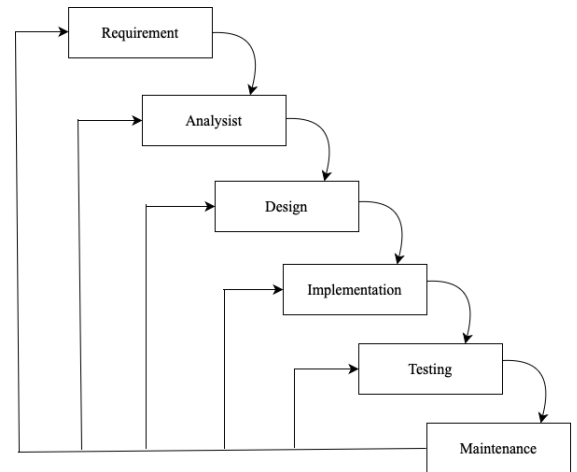 Requirement
Analysist
Design
Implementation
Testing
Maintenance